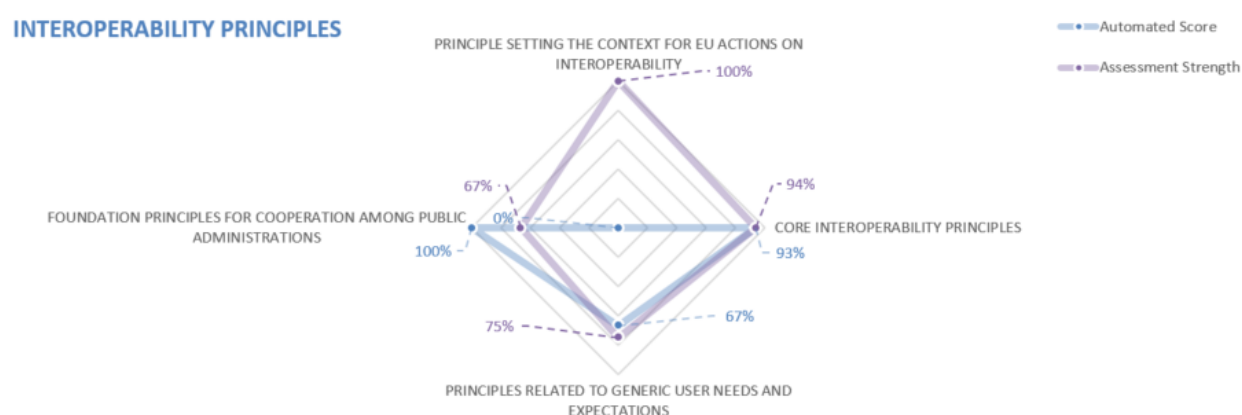 INTEROPERABILITY PRINCIPLES
Automated Score
Assessment Strength
PRINCIPLE SETTING THE CONTEXT FOR EU ACTIONS ON
INTEROPERABILITY
100%
67%
94%
FOUNDATION PRINCIPLES FOR COOPERATION AMONG PUBLIC
ADMINISTRATIONS
0%
CORE INTEROPERABILITY PRINCIPLES
100%
93%
75%
67%
PRINCIPLES RELATED TO GENERIC USER NEEDS AND
EXPECTATIONS